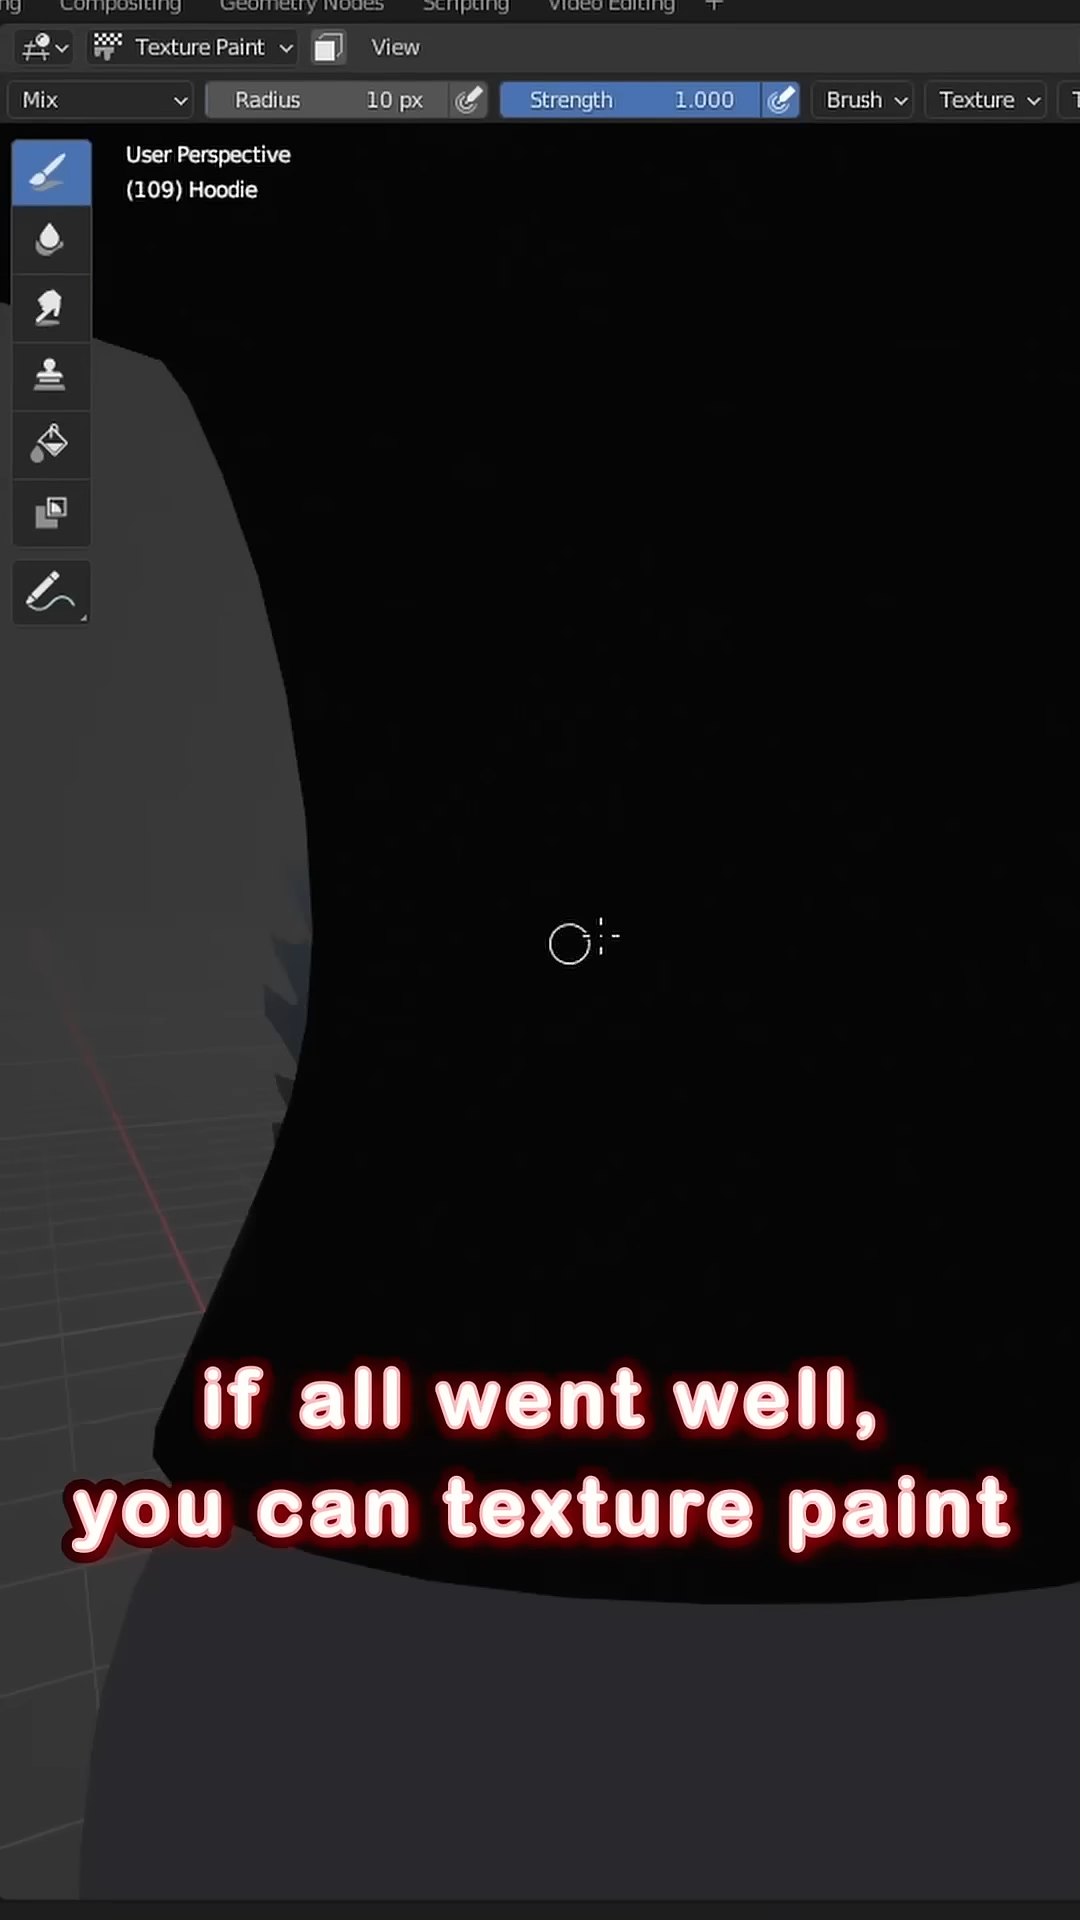 Compositing Geometry Nodes Scripting Video Editing +
Texture Paint View
Mix Radius 10 px Strength 1.000 Brush Texture
User Perspective
(109) Hoodie
if all went well,
you can texture paint